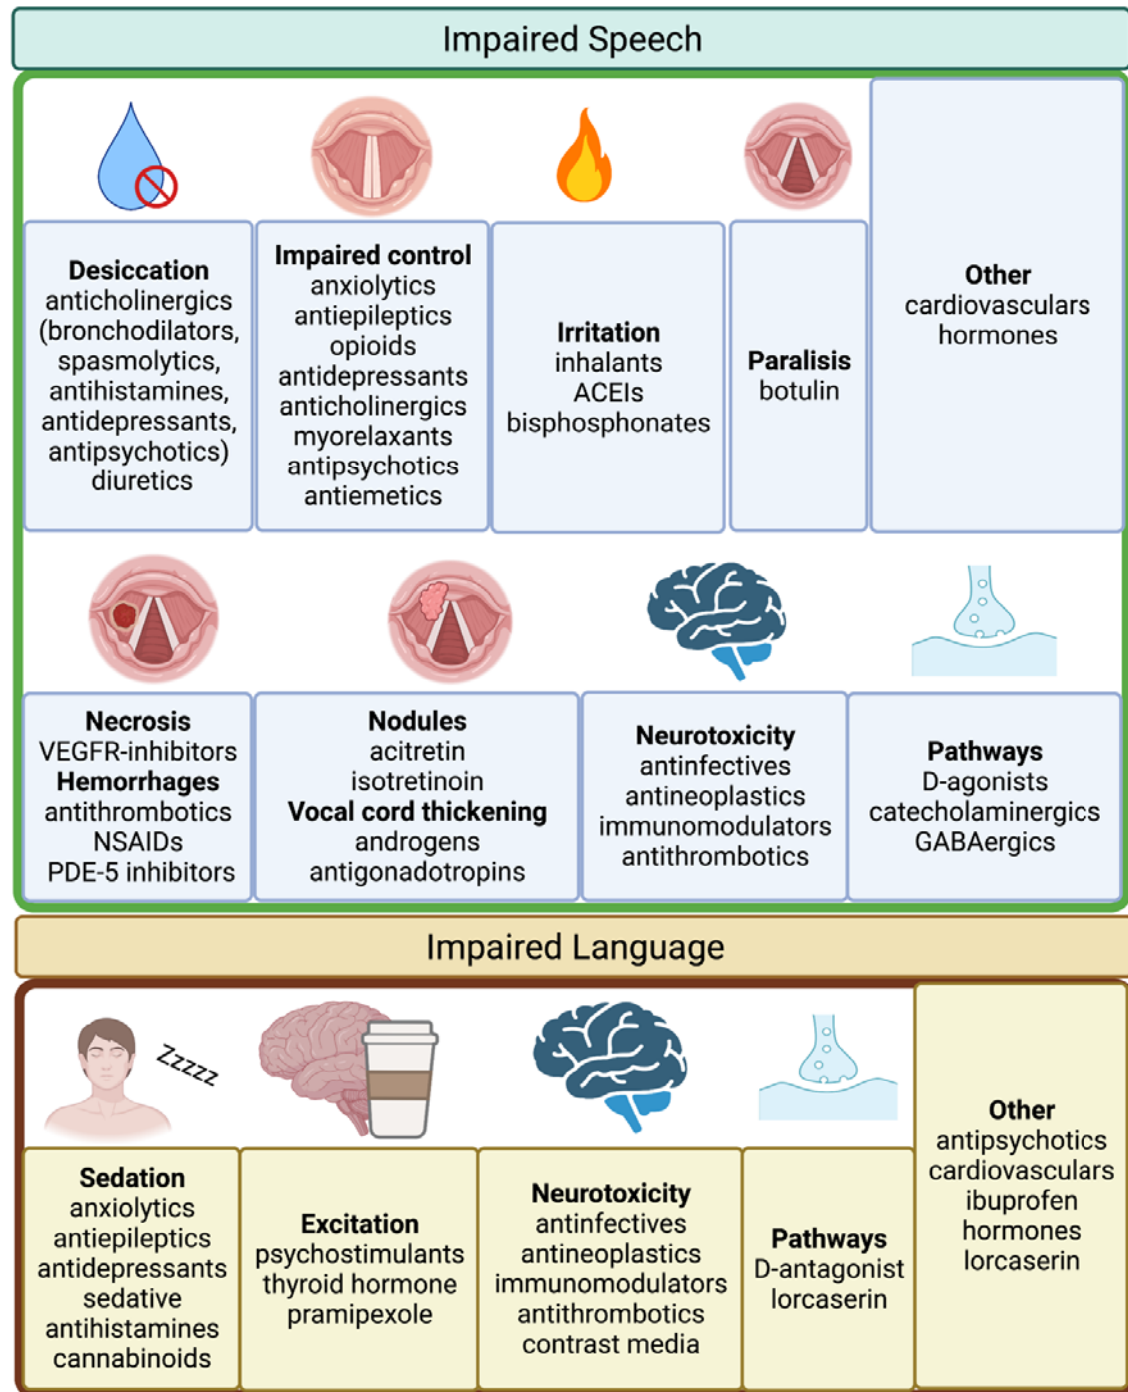 Impaired Speech
Desiccation
anticholinergics
(bronchodilators,
spasmolytics,
antihistamines,
antidepressants,
antipsychotics)
diuretics
Impaired control
anxiolytics
antiepileptics
opioids
antidepressants
anticholinergics
myorelaxants
antipsychotics
antiemetics
Irritation
inhalants
ACEIs
bisphosphonates
Paralisis
botulin
Other
cardiovasculars
hormones
Necrosis
VEGFR-inhibitors
Hemorrhages
antithrombotics
NSAIDs
PDE-5 inhibitors
Nodules
acitretin
isotretinoin
Vocal cord thickening
androgens
antigonadotropins
Neurotoxicity
antinfectives
antineoplastics
immunomodulators
antithrombotics
Pathways
D-agonists
catecholaminergics
GABAergics
Impaired Language
Zzzzz
Sedation
anxiolytics
antiepileptics
antidepressants
sedative
antihistamines
cannabinoids
Excitation
psychostimulants
thyroid hormone
pramipexole
Neurotoxicity
antinfectives
antineoplastics
immunomodulators
antithrombotics
contrast media
Pathways
D-antagonist
lorcaserin
Other
antipsychotics
cardiovasculars
ibuprofen
hormones
lorcaserin